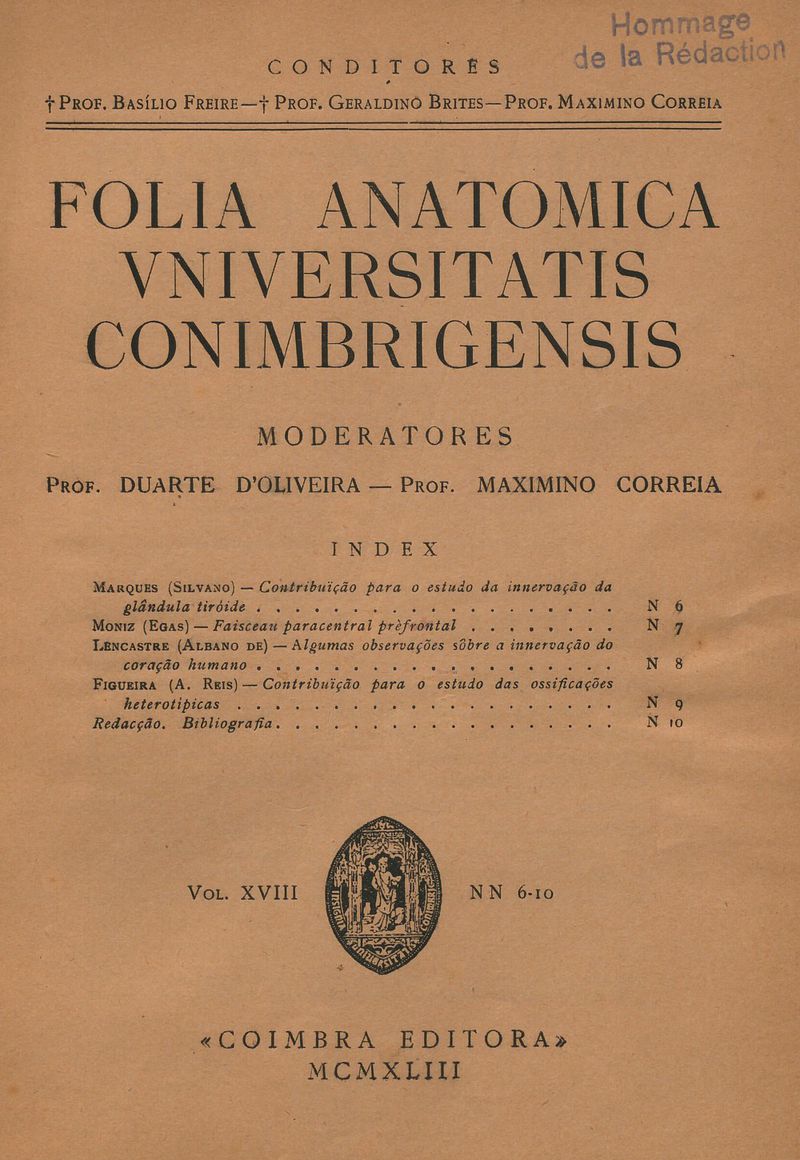 Hommage
de la Rédaction
CONDITORES
† PROF. BASÍLIO FREIRE—† PROF. GERALDINO BRITES—PROF. MAXIMINO CORREIA
FOLIA ANATOMICA
VNIVERSITATIS
CONIMBRIGENSIS
MODERATORES
PROF. DUARTE D'OLIVEIRA — PROF. MAXIMINO CORREIA
INDEX
MARQUES (SILVANO) — Contribuïção para o estudo da innervação da
glândula tiróide . . . . . . . . . . . . . . . . . . . N 6
MONIZ (EGAS) — Faisceau paracentral prèfrontal . . . . . . . . N 7
LENCASTRE (ALBANO DE) — Algumas observações sôbre a innervação do
coração humano . . . . . . . . . . . . . . . . . . . N 8
FIGUEIRA (A. REIS) — Contribuïção para o estudo das ossificações
heterotipicas . . . . . . . . . . . . . . . . . . . . N 9
Redacção. Bibliografia. . . . . . . . . . . . . . . . . . N 10
VOL. XVIII NN 6-10
«COIMBRA EDITORA»
MCMXLIII